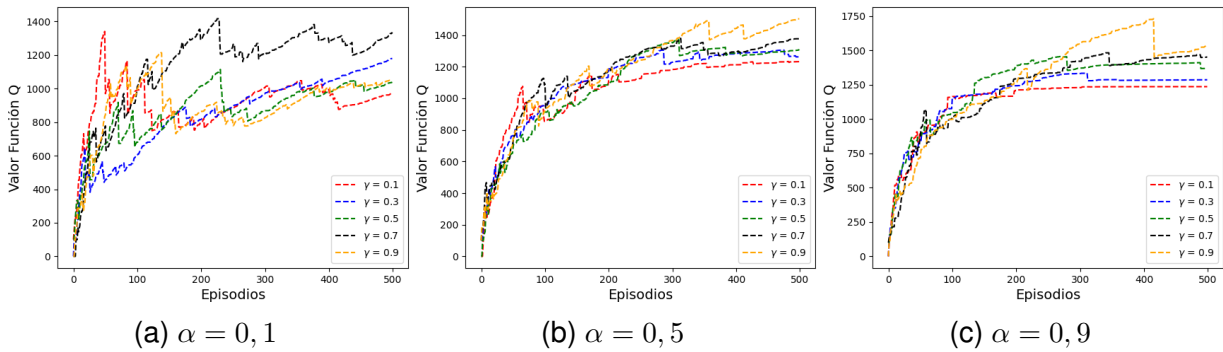 Valor Función Q
1400
1200
1000
800
600
400
200
0
0
100
200
300
400
500
Episodios
γ = 0.1
γ = 0.3
γ = 0.5
γ = 0.7
γ = 0.9
(a) α = 0, 1
Valor Función Q
1400
1200
1000
800
600
400
200
0
0
100
200
300
400
500
Episodios
γ = 0.1
γ = 0.3
γ = 0.5
γ = 0.7
γ = 0.9
(b) α = 0, 5
Valor Función Q
1750
1500
1250
1000
750
500
250
0
0
100
200
300
400
500
Episodios
γ = 0.1
γ = 0.3
γ = 0.5
γ = 0.7
γ = 0.9
(c) α = 0, 9